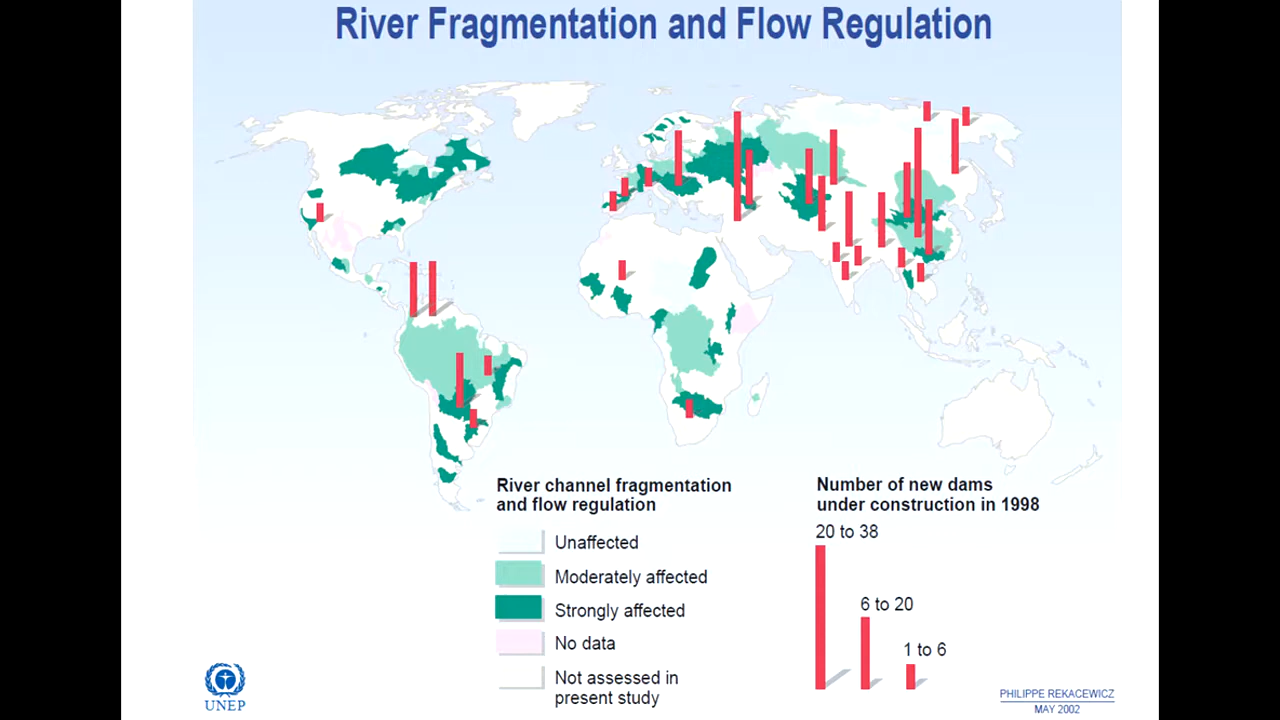 River Fragmentation and Flow Regulation
River channel fragmentation
and flow regulation
Unaffected
Moderately affected
Strongly affected
No data
Not assessed in
present study
Number of new dams
under construction in 1998
20 to 38
6 to 20
1 to 6
UNEP
PHILIPPE REKACEWICZ
MAY 2002